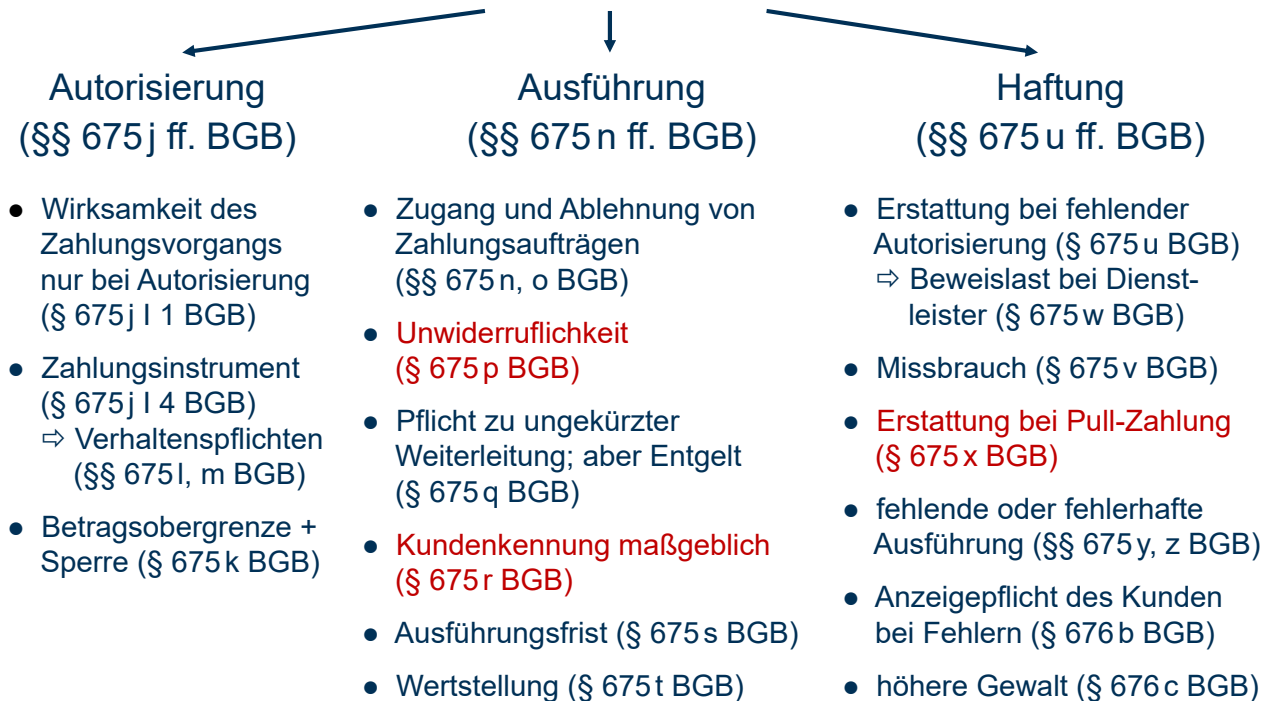 Autorisierung
(§§ 675 j ff. BGB)
● Wirksamkeit des
Zahlungsvorgangs
nur bei Autorisierung
(§ 675 j I 1 BGB)
● Zahlungsinstrument
(§ 675 j I 4 BGB)
⇨ Verhaltenspflichten
(§§ 675 l, m BGB)
● Betragsobergrenze +
Sperre (§ 675 k BGB)
Ausführung
(§§ 675 n ff. BGB)
● Zugang und Ablehnung von
Zahlungsaufträgen
(§§ 675 n, o BGB)
● Unwiderruflichkeit
(§ 675 p BGB)
● Pflicht zu ungekürzter
Weiterleitung; aber Entgelt
(§ 675 q BGB)
● Kundenkennung maßgeblich
(§ 675 r BGB)
● Ausführungsfrist (§ 675 s BGB)
● Wertstellung (§ 675 t BGB)
Haftung
(§§ 675 u ff. BGB)
● Erstattung bei fehlender
Autorisierung (§ 675 u BGB)
⇨ Beweislast bei Dienst-
leister (§ 675 w BGB)
● Missbrauch (§ 675 v BGB)
● Erstattung bei Pull-Zahlung
(§ 675 x BGB)
● fehlende oder fehlerhafte
Ausführung (§§ 675 y, z BGB)
● Anzeigepflicht des Kunden
bei Fehlern (§ 676 b BGB)
● höhere Gewalt (§ 676 c BGB)